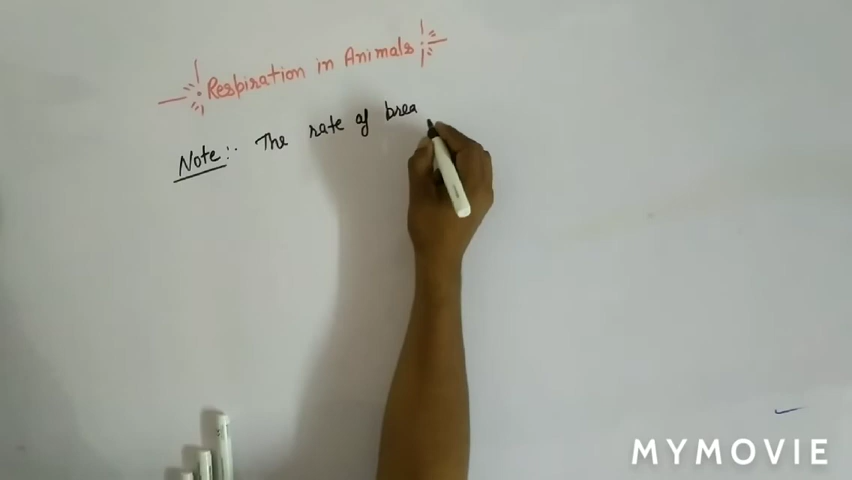 Respiration in Animals
Note:- The rate of brea
MYMOVIE